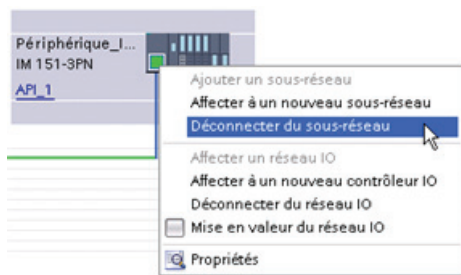 Périphérique_I...
IM 151-3PN
API_1
Ajouter un sous-réseau
Affecter à un nouveau sous-réseau
Déconnecter du sous-réseau
Affecter un réseau IO
Affecter à un nouveau contrôleur IO
Déconnecter du réseau IO
Mise en valeur du réseau IO
Propriétés